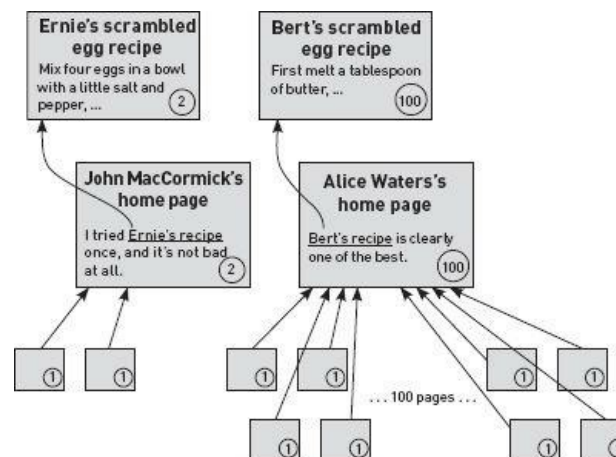 Ernie's scrambled
egg recipe
Mix four eggs in a bowl
with a little salt and
pepper, ...
2
Bert's scrambled
egg recipe
First melt a tablespoon
of butter, ...
100
John MacCormick's
home page
I tried Ernie's recipe
once, and it's not bad
at all.
2
Alice Waters's
home page
Bert's recipe is clearly
one of the best.
100
1
1
1
1
1
1
... 100 pages ...
1
1
1
1